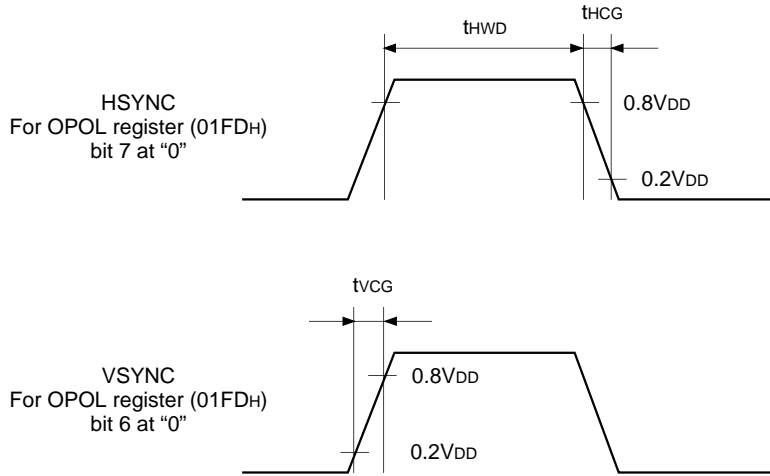 tHWD
tHCG
HSYNC
For OPOL register (01FDH)
bit 7 at “0”
0.8VDD
0.2VDD
tVCG
VSYNC
For OPOL register (01FDH)
bit 6 at “0”
0.8VDD
0.2VDD